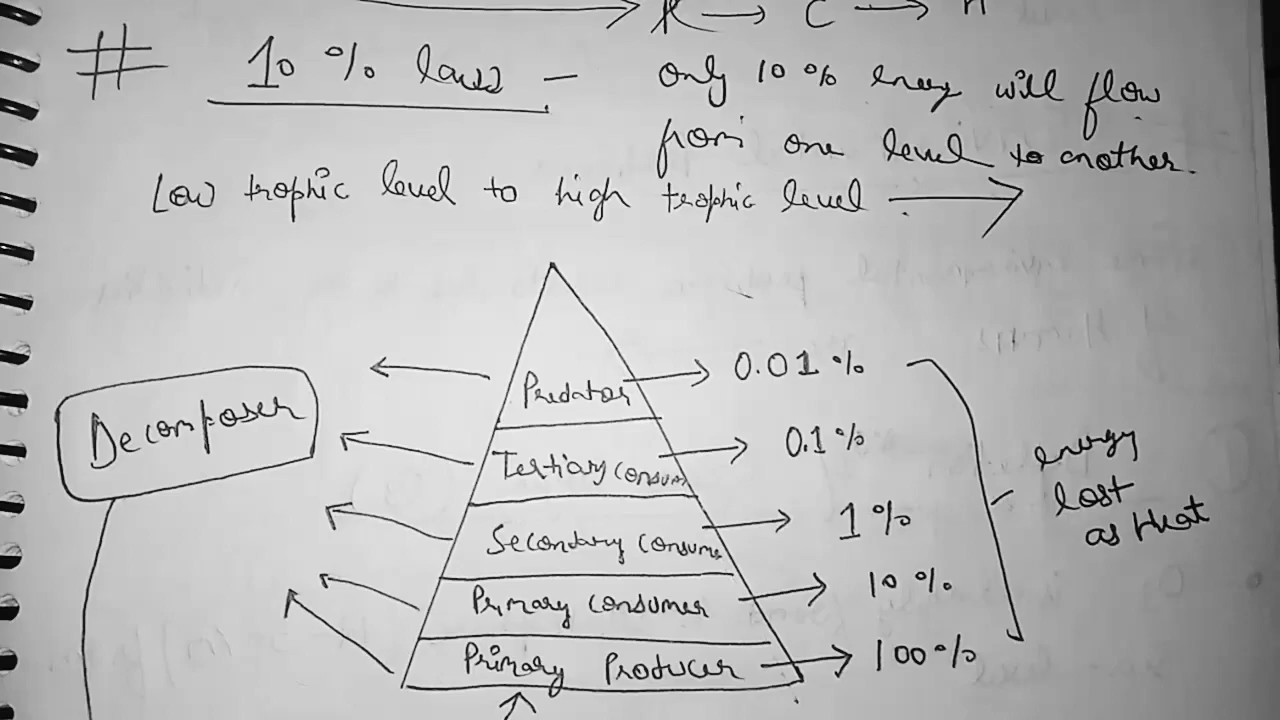 R → C → H
# 10 % laws — only 10 % energy will flow
from one level to another.
Low trophic level to high trophic level →
Predator → 0.01 %
Decomposer
Tertiary consum → 0.1 %
energy
lost
as Heat
Secondary consume → 1 %
Primary consumer → 10 %
Primary Producer → 100 %